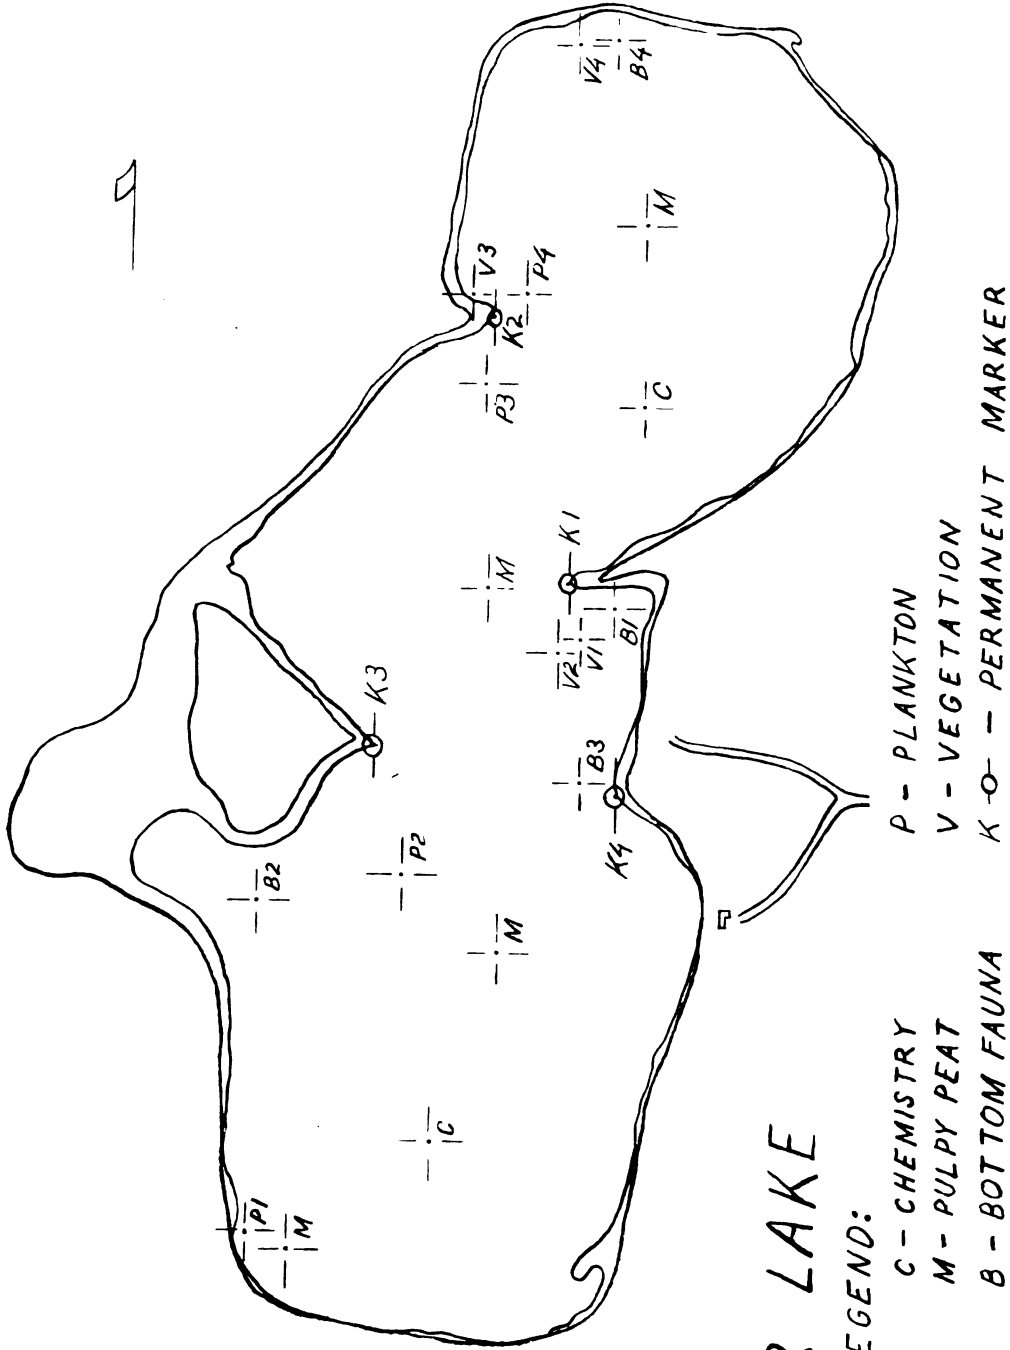 V4
B4
M
V3
P4
K2
P3
C
K1
M
B1
V1
V2
K3
B3
K4
P2
B2
M
C
P1
M
LAKE
C - CHEMISTRY
M - PULPY PEAT
B - BOTTOM FAUNA
P - PLANKTON
V - VEGETATION
K - PERMANENT MARKER